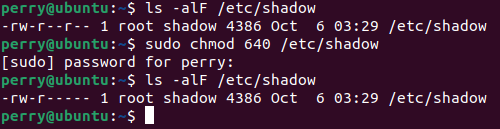 perry@ubuntu:~$ ls -alF /etc/shadow
-rw-r--r-- 1 root shadow 4386 Oct  6 03:29 /etc/shadow
perry@ubuntu:~$ sudo chmod 640 /etc/shadow
[sudo] password for perry:
perry@ubuntu:~$ ls -alF /etc/shadow
-rw-r----- 1 root shadow 4386 Oct  6 03:29 /etc/shadow
perry@ubuntu:~$